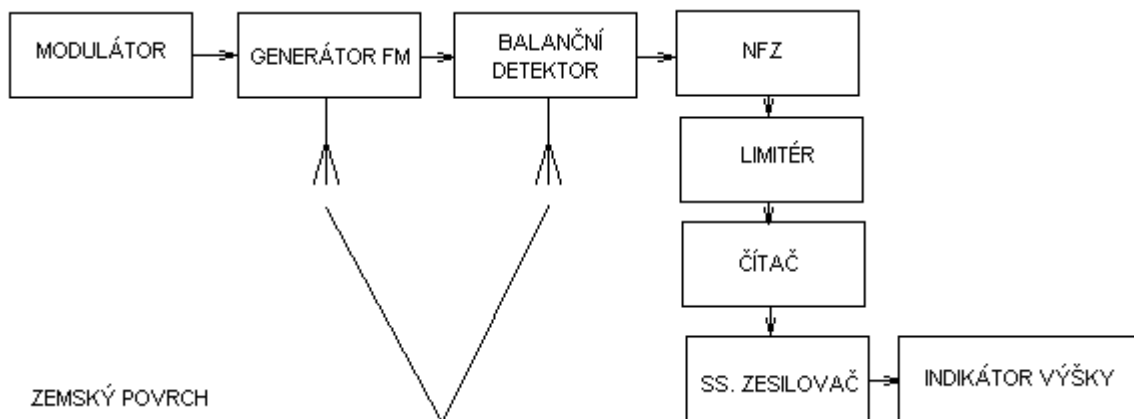 MODULÁTOR
GENERÁTOR FM
BALANČNÍ
DETEKTOR
NFZ
LIMITÉR
ČÍTAČ
SS. ZESILOVAČ
INDIKÁTOR VÝŠKY
ZEMSKÝ POVRCH